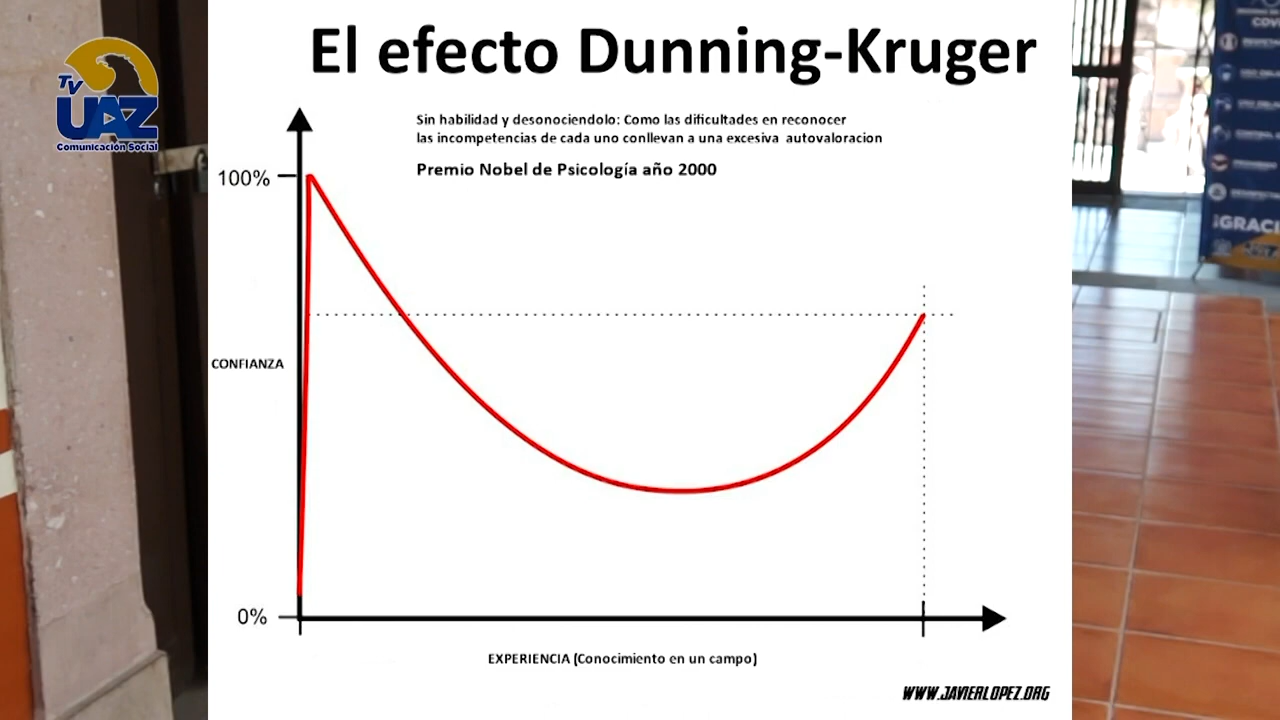 El efecto Dunning-Kruger
Tv
UAZ
Comunicación Social
Sin habilidad y desonociendolo: Como las dificultades en reconocer
las incompetencias de cada uno conllevan a una excesiva autovaloracion
Premio Nobel de Psicología año 2000
100%
CONFIANZA
0%
EXPERIENCIA (Conocimiento en un campo)
WWW.JAVIERLOPEZ.ORG